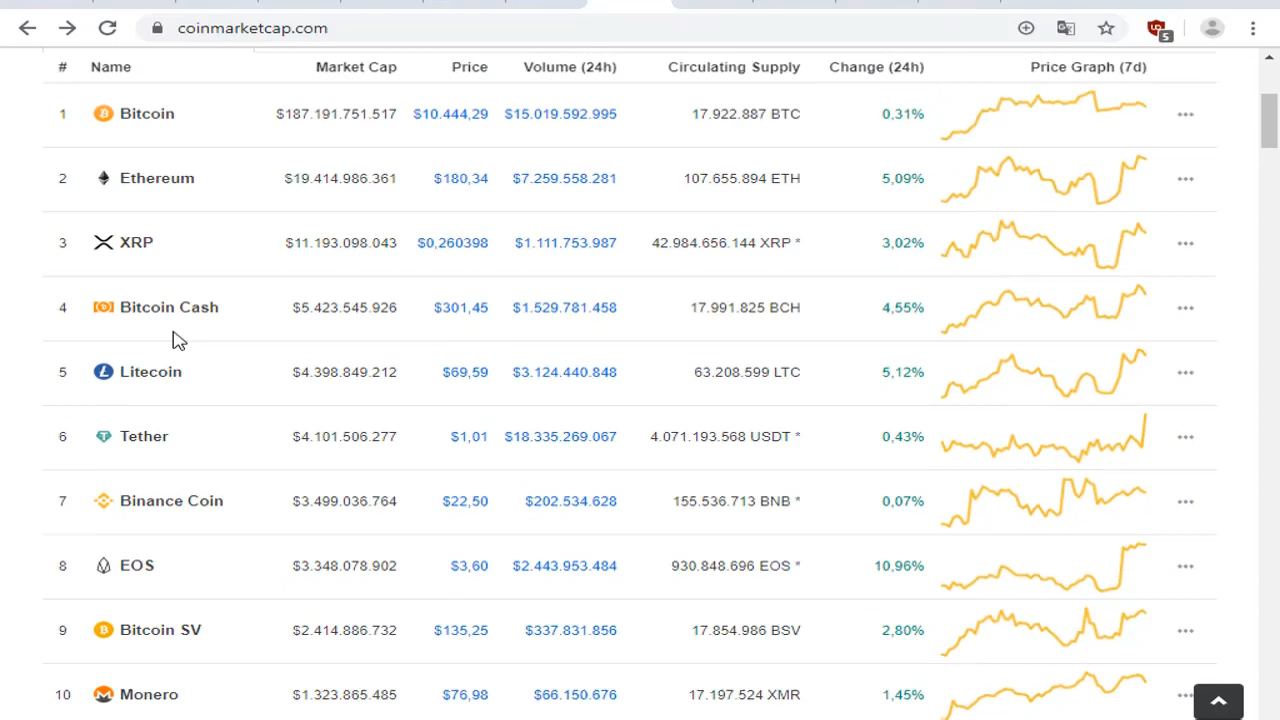 coinmarketcap.com
5
# Name Market Cap Price Volume (24h) Circulating Supply Change (24h) Price Graph (7d)
1 Bitcoin $187.191.751.517 $10.444,29 $15.019.592.995 17.922.887 BTC 0,31%
2 Ethereum $19.414.986.361 $180,34 $7.259.558.281 107.655.894 ETH 5,09%
3 XRP $11.193.098.043 $0,260398 $1.111.753.987 42.984.656.144 XRP * 3,02%
4 Bitcoin Cash $5.423.545.926 $301,45 $1.529.781.458 17.991.825 BCH 4,55%
5 Litecoin $4.398.849.212 $69,59 $3.124.440.848 63.208.599 LTC 5,12%
6 Tether $4.101.506.277 $1,01 $18.335.269.067 4.071.193.568 USDT * 0,43%
7 Binance Coin $3.499.036.764 $22,50 $202.534.628 155.536.713 BNB * 0,07%
8 EOS $3.348.078.902 $3,60 $2.443.953.484 930.848.696 EOS * 10,96%
9 Bitcoin SV $2.414.886.732 $135,25 $337.831.856 17.854.986 BSV 2,80%
10 Monero $1.323.865.485 $76,98 $66.150.676 17.197.524 XMR 1,45%